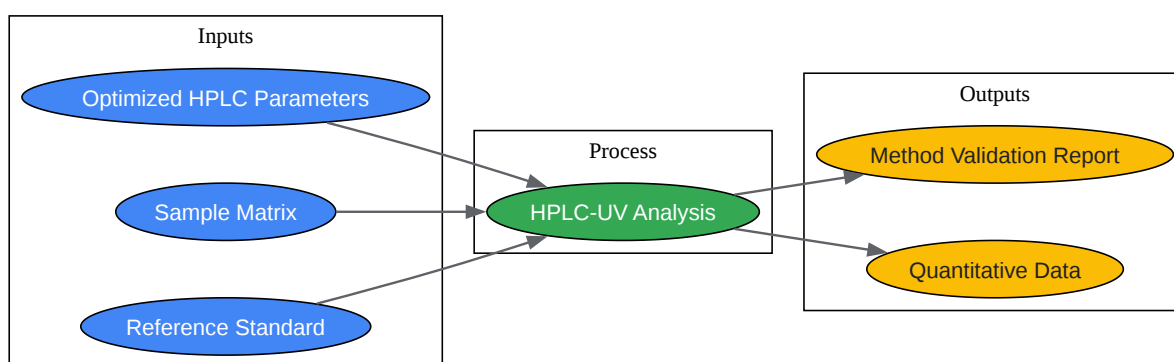 Inputs
Optimized HPLC Parameters
Sample Matrix
Reference Standard
Process
HPLC-UV Analysis
Outputs
Method Validation Report
Quantitative Data